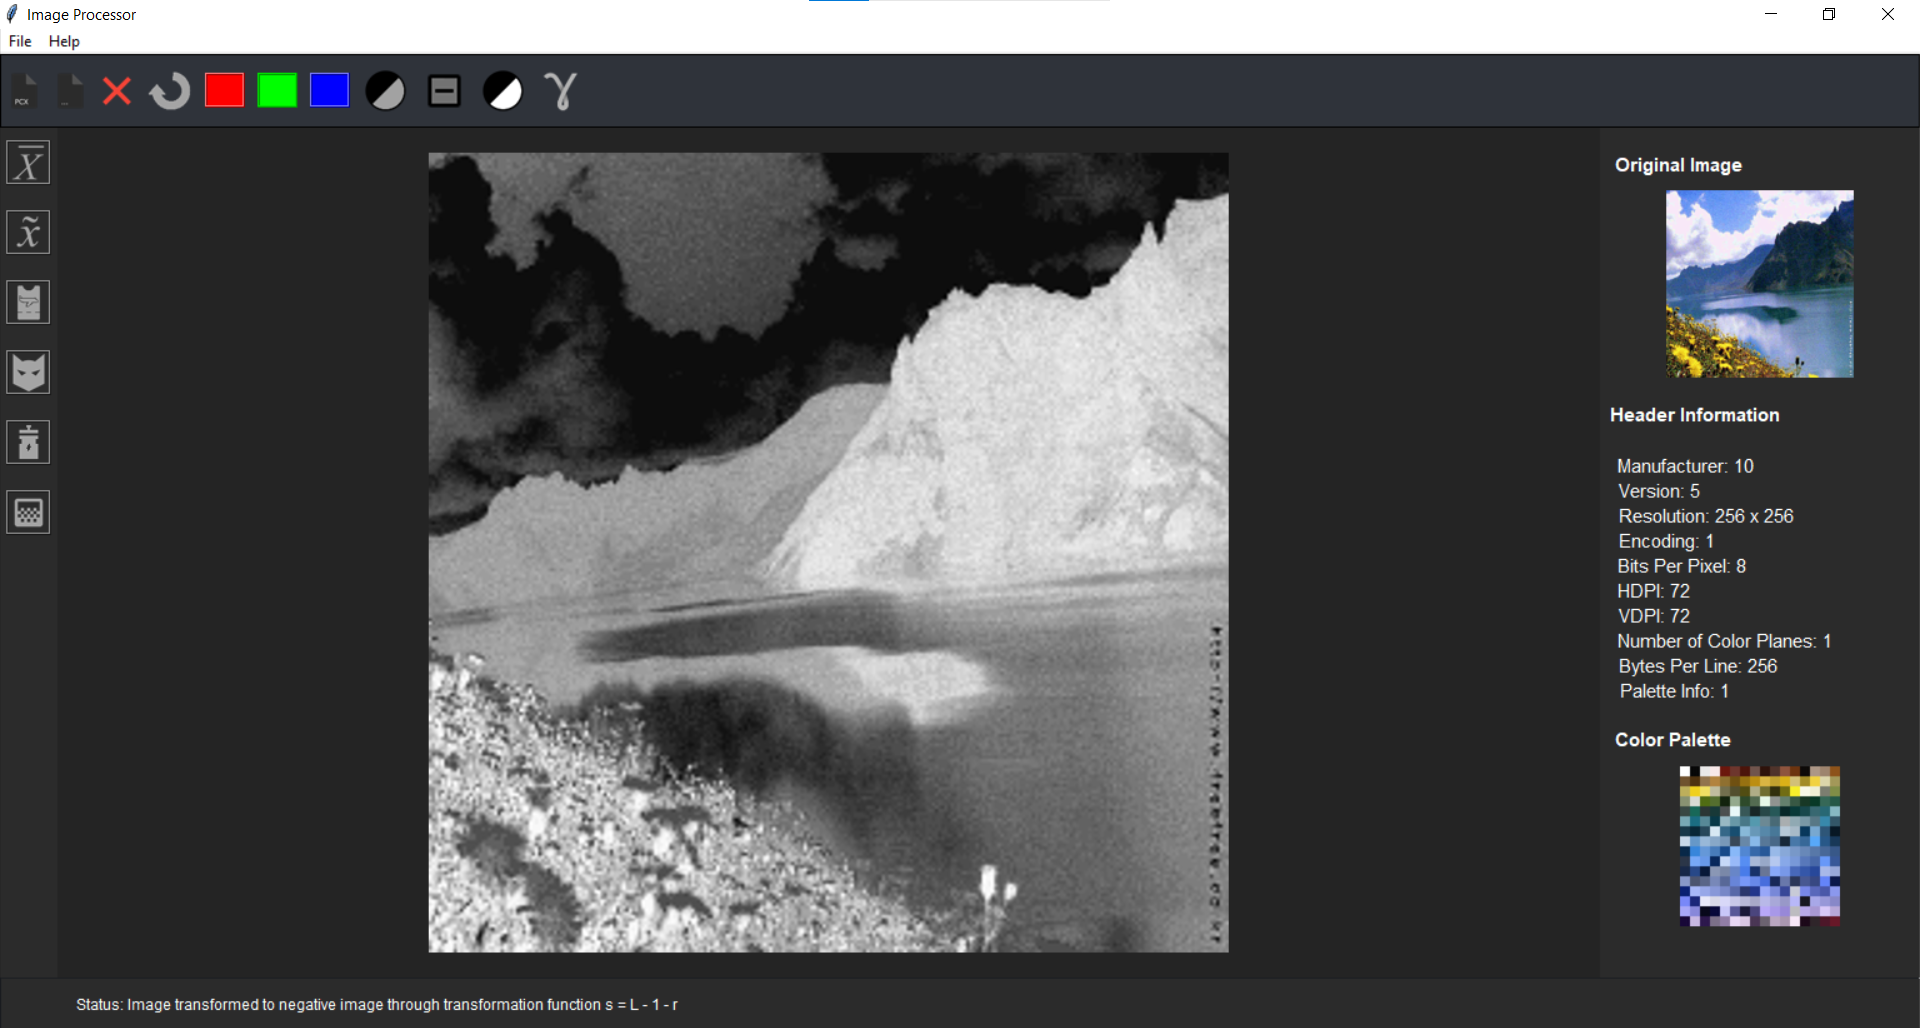 Image Processor
File Help
PCX
X
x̃
γ
Original Image
Header Information
Manufacturer: 10
Version: 5
Resolution: 256 x 256
Encoding: 1
Bits Per Pixel: 8
HDPI: 72
VDPI: 72
Number of Color Planes: 1
Bytes Per Line: 256
Palette Info: 1
Color Palette
Status: Image transformed to negative image through transformation function s = L - 1 - r